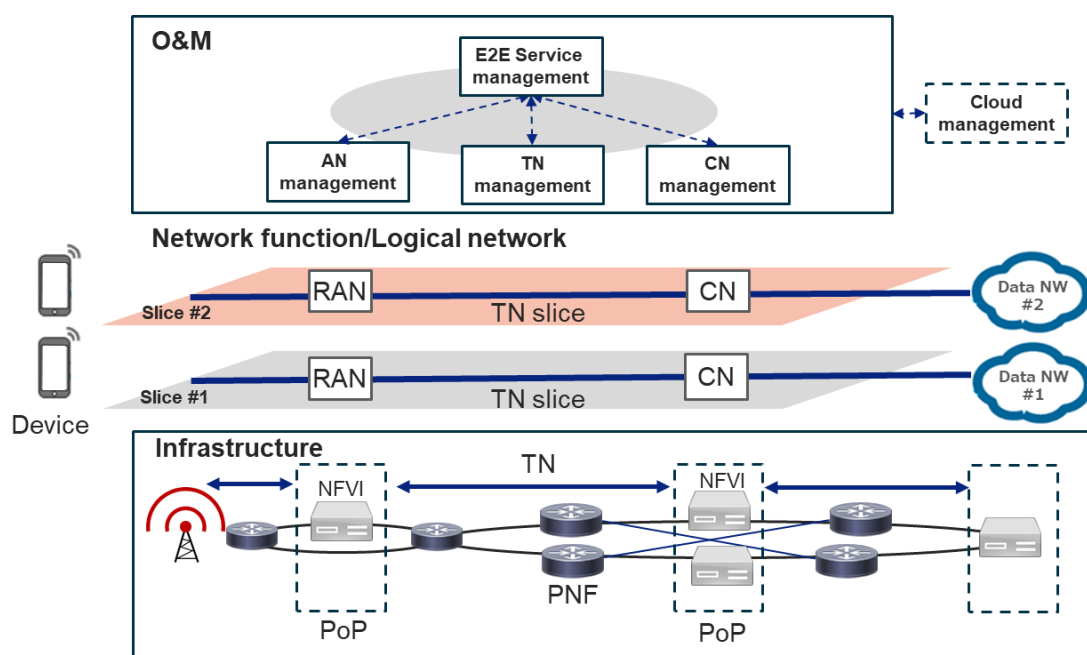 O&M
E2E Service
management
AN
management
TN
management
CN
management
Cloud
management
Network function/Logical network
RAN
CN
Slice #2
TN slice
Data NW
#2
RAN
CN
Slice #1
TN slice
Data NW
#1
Device
Infrastructure
TN
NFVI
NFVI
PNF
PoP
PoP